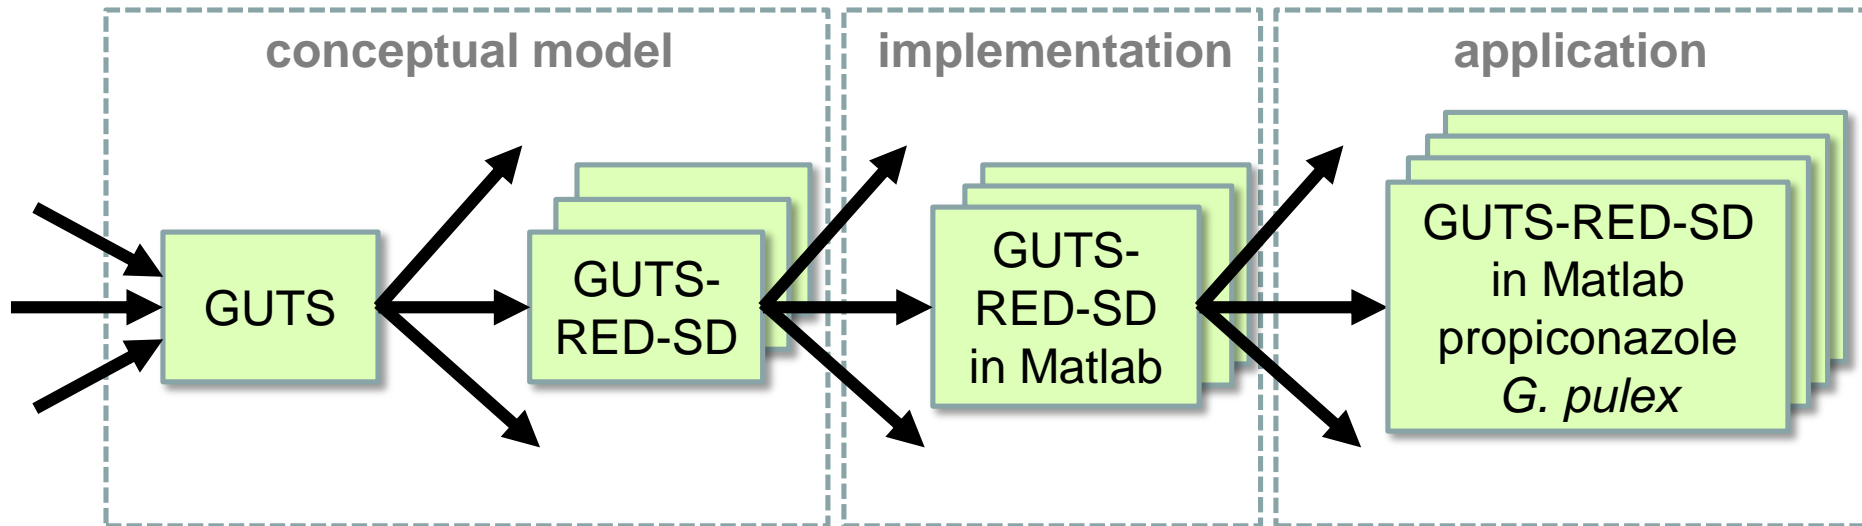 conceptual model
implementation
application
GUTS
GUTS-
RED-SD
GUTS-
RED-SD
in Matlab
GUTS-RED-SD
in Matlab
propiconazole
G. pulex